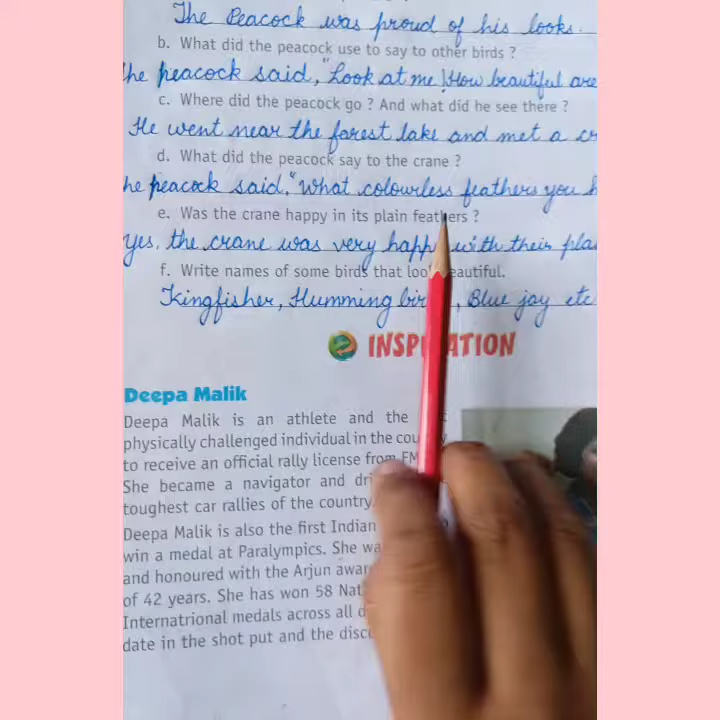 The Peacock was proud of his looks.
b. What did the peacock use to say to other birds ?
he peacock said, "Look at me! How beautiful are
c. Where did the peacock go ? And what did he see there ?
He went near the forest lake and met a cr
d. What did the peacock say to the crane ?
he peacock said, "What colourless feathers you h
e. Was the crane happy in its plain feathers ?
yes, the crane was very happ with their pla
f. Write names of some birds that loo eautiful.
Kingfisher, Humming bir , Blue jay etc
INSPI ATION
Deepa Malik
Deepa Malik is an athlete and the
physically challenged individual in the cou y
to receive an official rally license from FM
She became a navigator and dri
toughest car rallies of the country
Deepa Malik is also the first Indian
win a medal at Paralympics. She wa
and honoured with the Arjun awar
of 42 years. She has won 58 Nat
Internatrional medals across all
date in the shot put and the disc